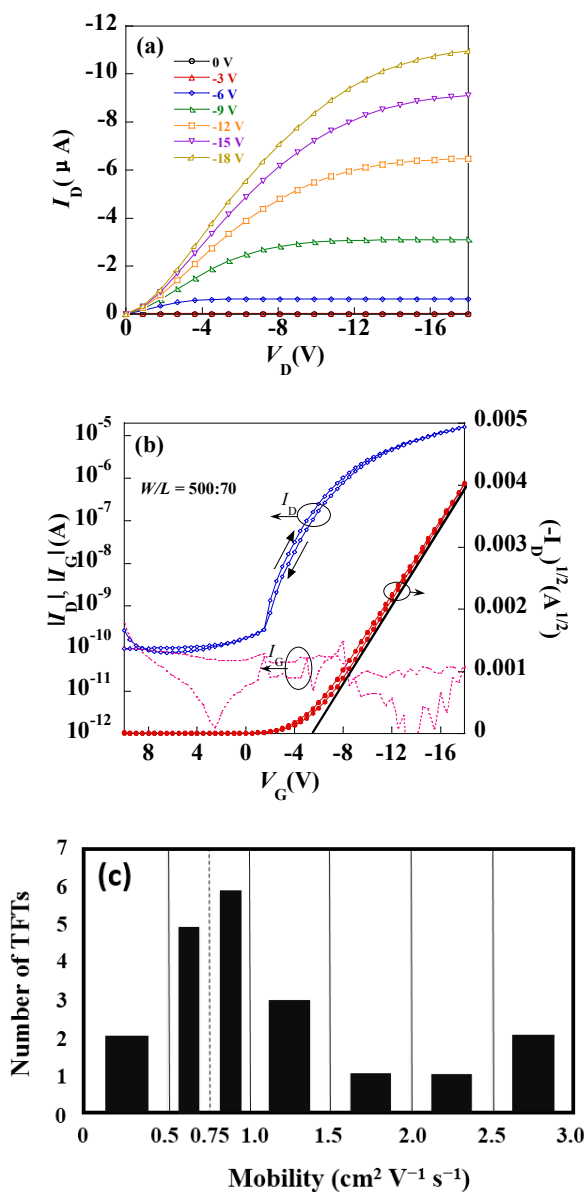 (a)
-12
-10
-8
-6
-4
-2
0
I_D(μ A)
0 V
-3 V
-6 V
-9 V
-12 V
-15 V
-18 V
0 -4 -8 -12 -16
V_D(V)
(b)
10^-5
10^-6
10^-7
10^-8
10^-9
10^-10
10^-11
10^-12
|I_D|, |I_G|(A)
W/L = 500:70
I_D
I_G
0.005
0.004
0.003
0.002
0.001
0
(-I_D)^1/2(A^1/2)
8 4 0 -4 -8 -12 -16
V_G(V)
(c)
7
6
5
4
3
2
1
0
Number of TFTs
0 0.5 0.75 1.0 1.5 2.0 2.5 3.0
Mobility (cm² V⁻¹ s⁻¹)